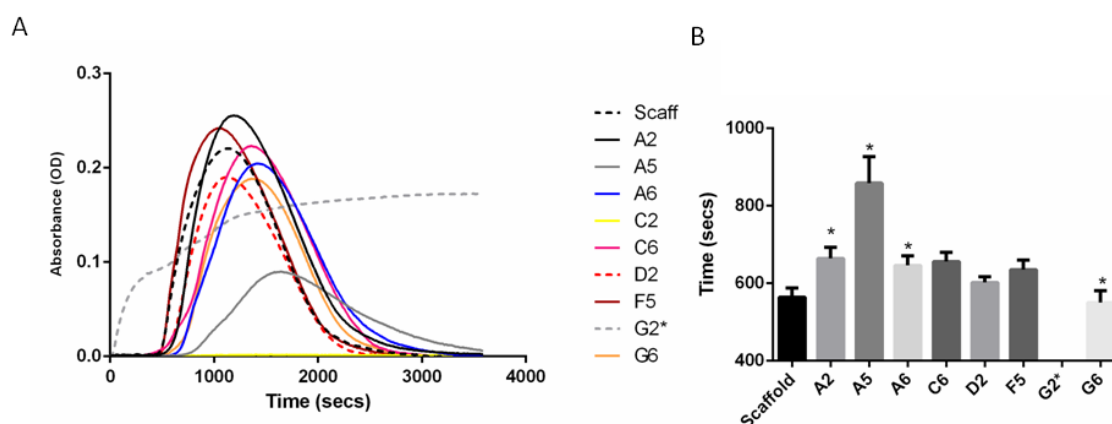 A
Absorbance (OD)
0.3
0.2
0.1
0.0
0
1000
2000
3000
4000
Time (secs)
Scaff
A2
A5
A6
C2
C6
D2
F5
G2*
G6
B
Time (secs)
1000
800
600
400
*
*
*
*
Scaffold
A2
A5
A6
C6
D2
F5
G2*
G6